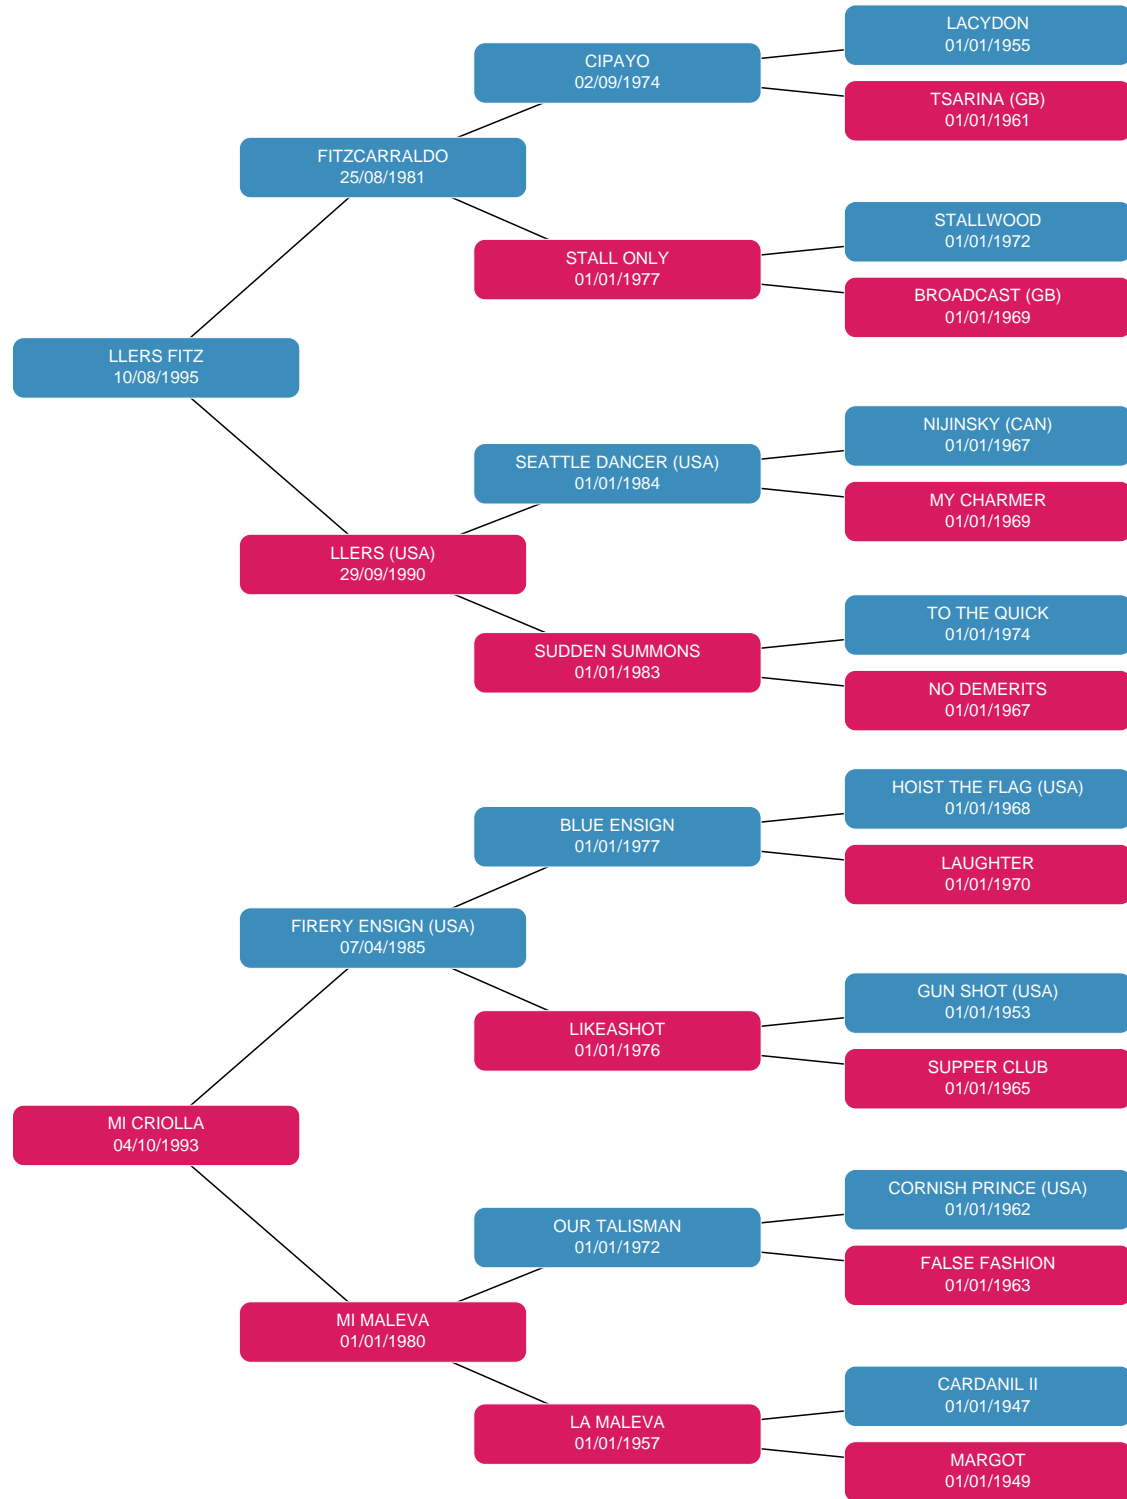 LACYDON
01/01/1955
CIPAYO
02/09/1974
TSARINA (GB)
01/01/1961
FITZCARRALDO
25/08/1981
STALLWOOD
01/01/1972
STALL ONLY
01/01/1977
BROADCAST (GB)
01/01/1969
LLERS FITZ
10/08/1995
NIJINSKY (CAN)
01/01/1967
SEATTLE DANCER (USA)
01/01/1984
MY CHARMER
01/01/1969
LLERS (USA)
29/09/1990
TO THE QUICK
01/01/1974
SUDDEN SUMMONS
01/01/1983
NO DEMERITS
01/01/1967
HOIST THE FLAG (USA)
01/01/1968
BLUE ENSIGN
01/01/1977
LAUGHTER
01/01/1970
FIRERY ENSIGN (USA)
07/04/1985
GUN SHOT (USA)
01/01/1953
LIKEASHOT
01/01/1976
SUPPER CLUB
01/01/1965
MI CRIOLLA
04/10/1993
CORNISH PRINCE (USA)
01/01/1962
OUR TALISMAN
01/01/1972
FALSE FASHION
01/01/1963
MI MALEVA
01/01/1980
CARDANIL II
01/01/1947
LA MALEVA
01/01/1957
MARGOT
01/01/1949